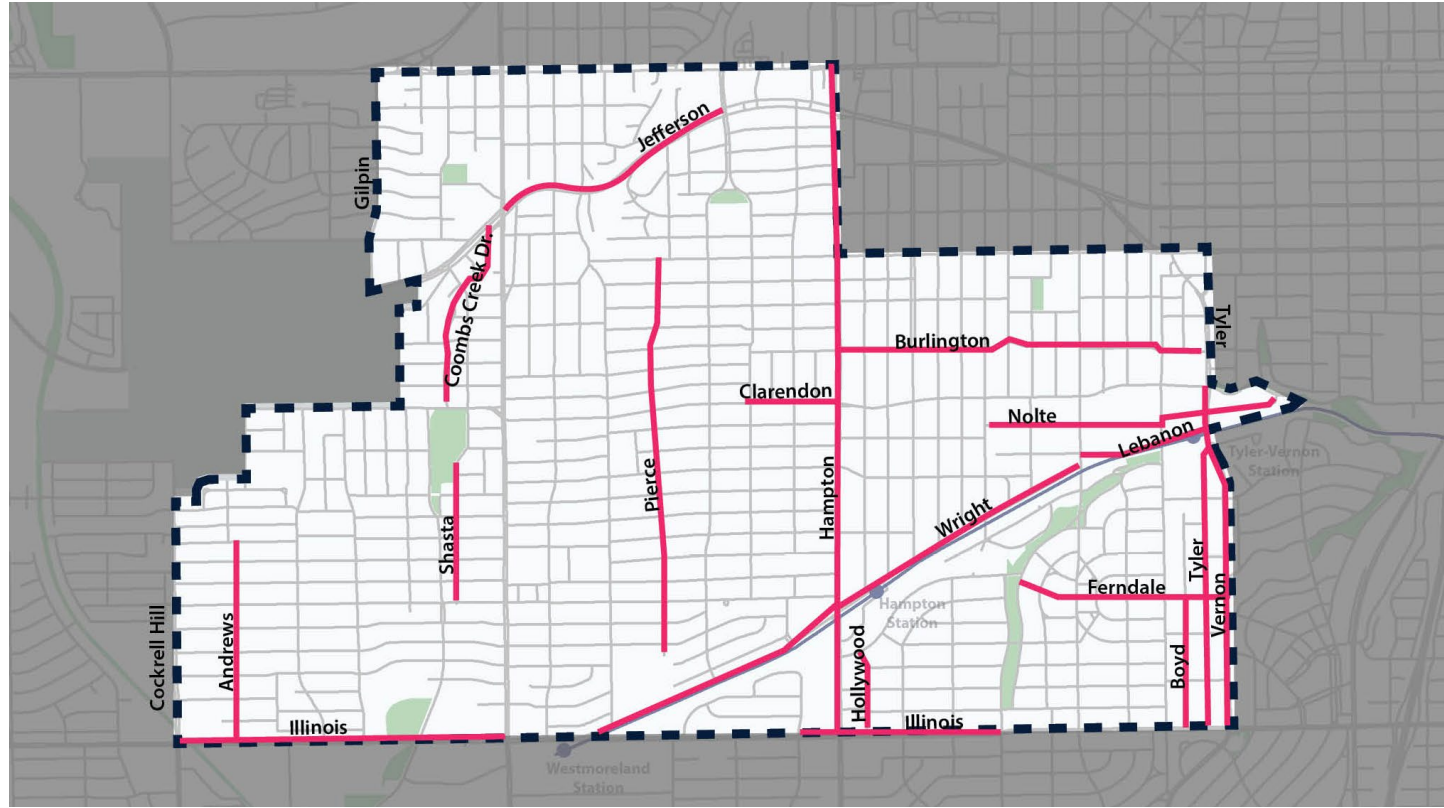 Jefferson
Gilpin
Coombs Creek Dr.
Tyler
Burlington
Clarendon
Nolte
Lebanon
Tyler-Vernon
Station
Pierce
Hampton
Wright
Shasta
Tyler
Ferndale
Vernon
Hampton
Station
Cockrell Hill
Andrews
Hollywood
Boyd
Illinois
Illinois
Westmoreland
Station